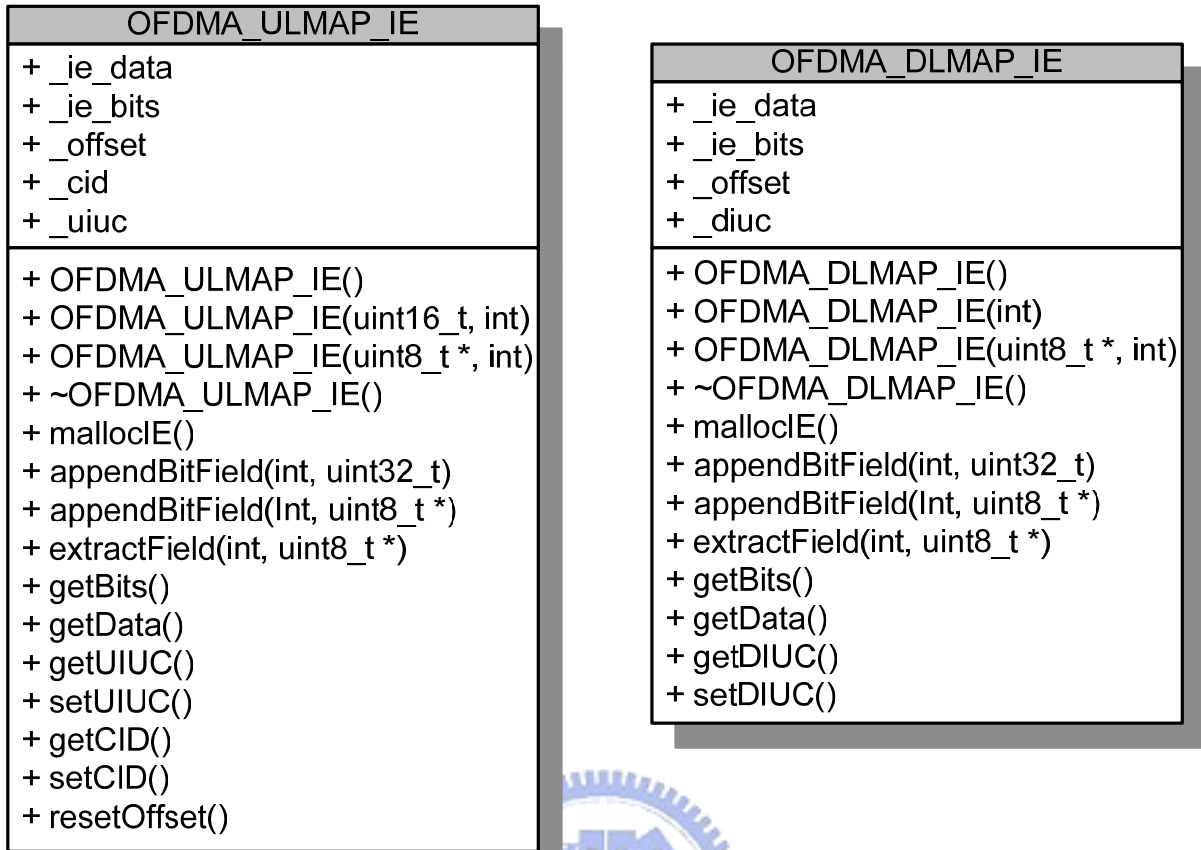 OFDMA_ULMAP_IE
+ _ie_data
+ _ie_bits
+ _offset
+ _cid
+ _uiuc
+ OFDMA_ULMAP_IE()
+ OFDMA_ULMAP_IE(uint16_t, int)
+ OFDMA_ULMAP_IE(uint8_t *, int)
+ ~OFDMA_ULMAP_IE()
+ mallocIE()
+ appendBitField(int, uint32_t)
+ appendBitField(Int, uint8_t *)
+ extractField(int, uint8_t *)
+ getBits()
+ getData()
+ getUIUC()
+ setUIUC()
+ getCID()
+ setCID()
+ resetOffset()
OFDMA_DLMAP_IE
+ _ie_data
+ _ie_bits
+ _offset
+ _diuc
+ OFDMA_DLMAP_IE()
+ OFDMA_DLMAP_IE(int)
+ OFDMA_DLMAP_IE(uint8_t *, int)
+ ~OFDMA_DLMAP_IE()
+ mallocIE()
+ appendBitField(int, uint32_t)
+ appendBitField(Int, uint8_t *)
+ extractField(int, uint8_t *)
+ getBits()
+ getData()
+ getDIUC()
+ setDIUC()